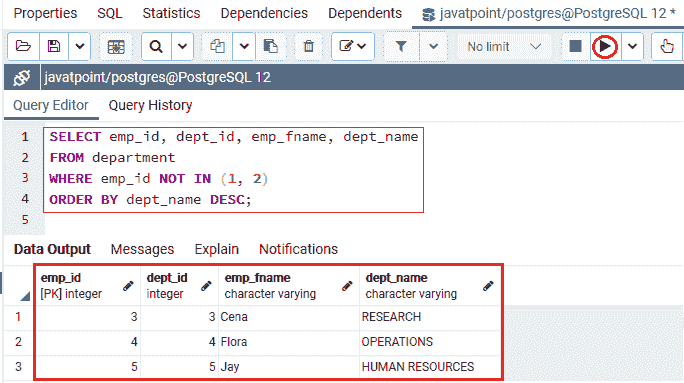 Properties SQL Statistics Dependencies Dependents javatpoint/postgres@PostgreSQL 12 *
No limit
javatpoint/postgres@PostgreSQL 12
Query Editor Query History
1 SELECT emp_id, dept_id, emp_fname, dept_name
2 FROM department
3 WHERE emp_id NOT IN (1, 2)
4 ORDER BY dept_name DESC;
5
Data Output Messages Explain Notifications
emp_id dept_id emp_fname dept_name
[PK] integer integer character varying character varying
1 3 3 Cena RESEARCH
2 4 4 Flora OPERATIONS
3 5 5 Jay HUMAN RESOURCES